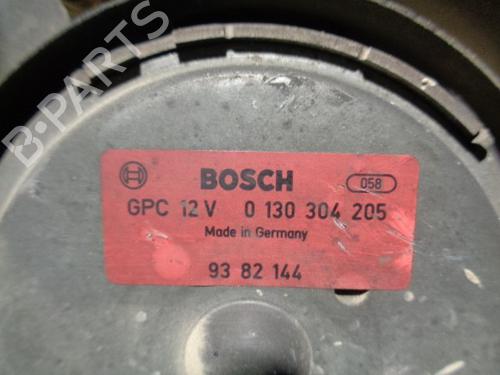 BOSCH 058
GPC 12 V 0 130 304 205
Made in Germany
93 82 144
B-PARTS